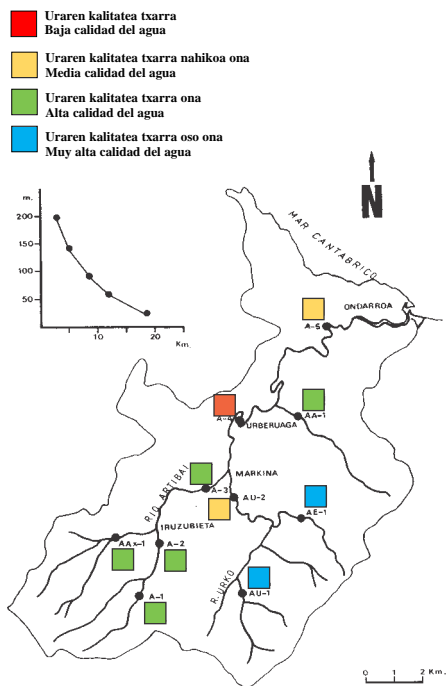 Uraren kalitatea txarra
Baja calidad del agua
Uraren kalitatea txarra nahikoa ona
Media calidad del agua
Uraren kalitatea txarra ona
Alta calidad del agua
Uraren kalitatea txarra oso ona
Muy alta calidad del agua
N
m.
200
150
100
50
10
20
Km.
MAR CANTABRICO
ONDARROA
A-5
AA-1
A-4
URBERUAGA
MARKINA
RIO ARTIBAI
A-3
AU-2
AE-1
IRUZUBIETA
AAx-1
A-2
A-1
R. URKO
AU-1
0 1 2 Km.